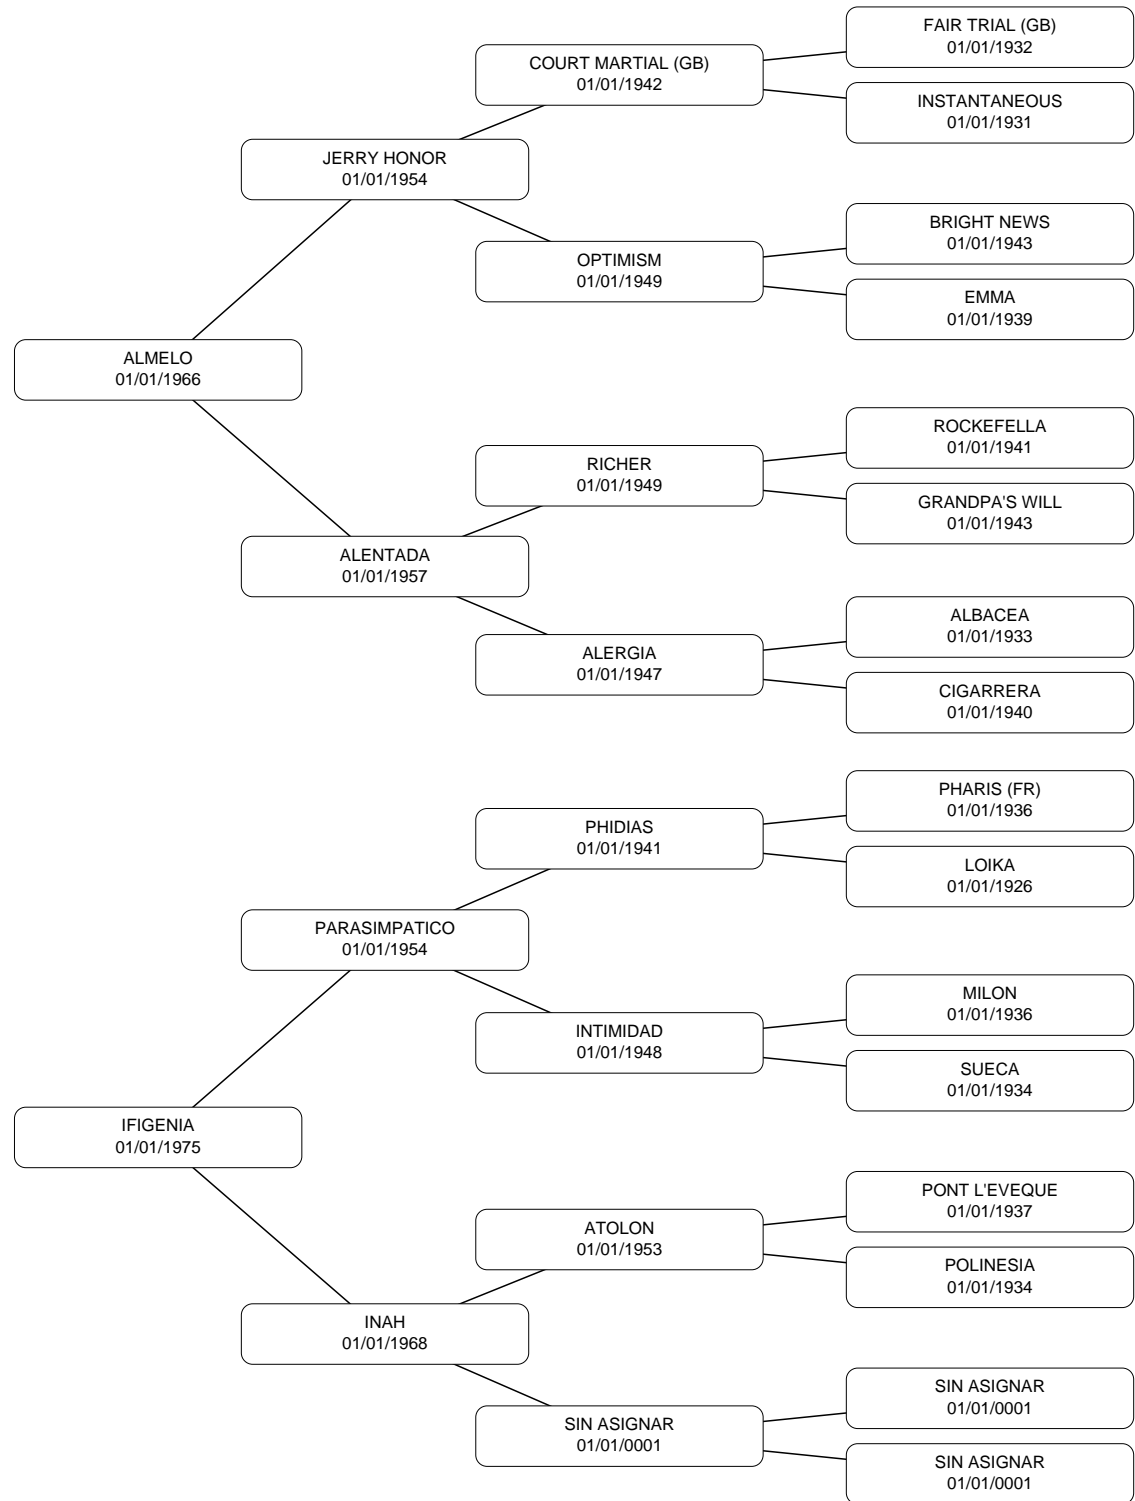 FAIR TRIAL (GB)
01/01/1932
COURT MARTIAL (GB)
01/01/1942
INSTANTANEOUS
01/01/1931
JERRY HONOR
01/01/1954
BRIGHT NEWS
01/01/1943
OPTIMISM
01/01/1949
EMMA
01/01/1939
ALMELO
01/01/1966
ROCKEFELLA
01/01/1941
RICHER
01/01/1949
GRANDPA'S WILL
01/01/1943
ALENTADA
01/01/1957
ALBACEA
01/01/1933
ALERGIA
01/01/1947
CIGARRERA
01/01/1940
PHARIS (FR)
01/01/1936
PHIDIAS
01/01/1941
LOIKA
01/01/1926
PARASIMPATICO
01/01/1954
MILON
01/01/1936
INTIMIDAD
01/01/1948
SUECA
01/01/1934
IFIGENIA
01/01/1975
PONT L'EVEQUE
01/01/1937
ATOLON
01/01/1953
POLINESIA
01/01/1934
INAH
01/01/1968
SIN ASIGNAR
01/01/0001
SIN ASIGNAR
01/01/0001
SIN ASIGNAR
01/01/0001